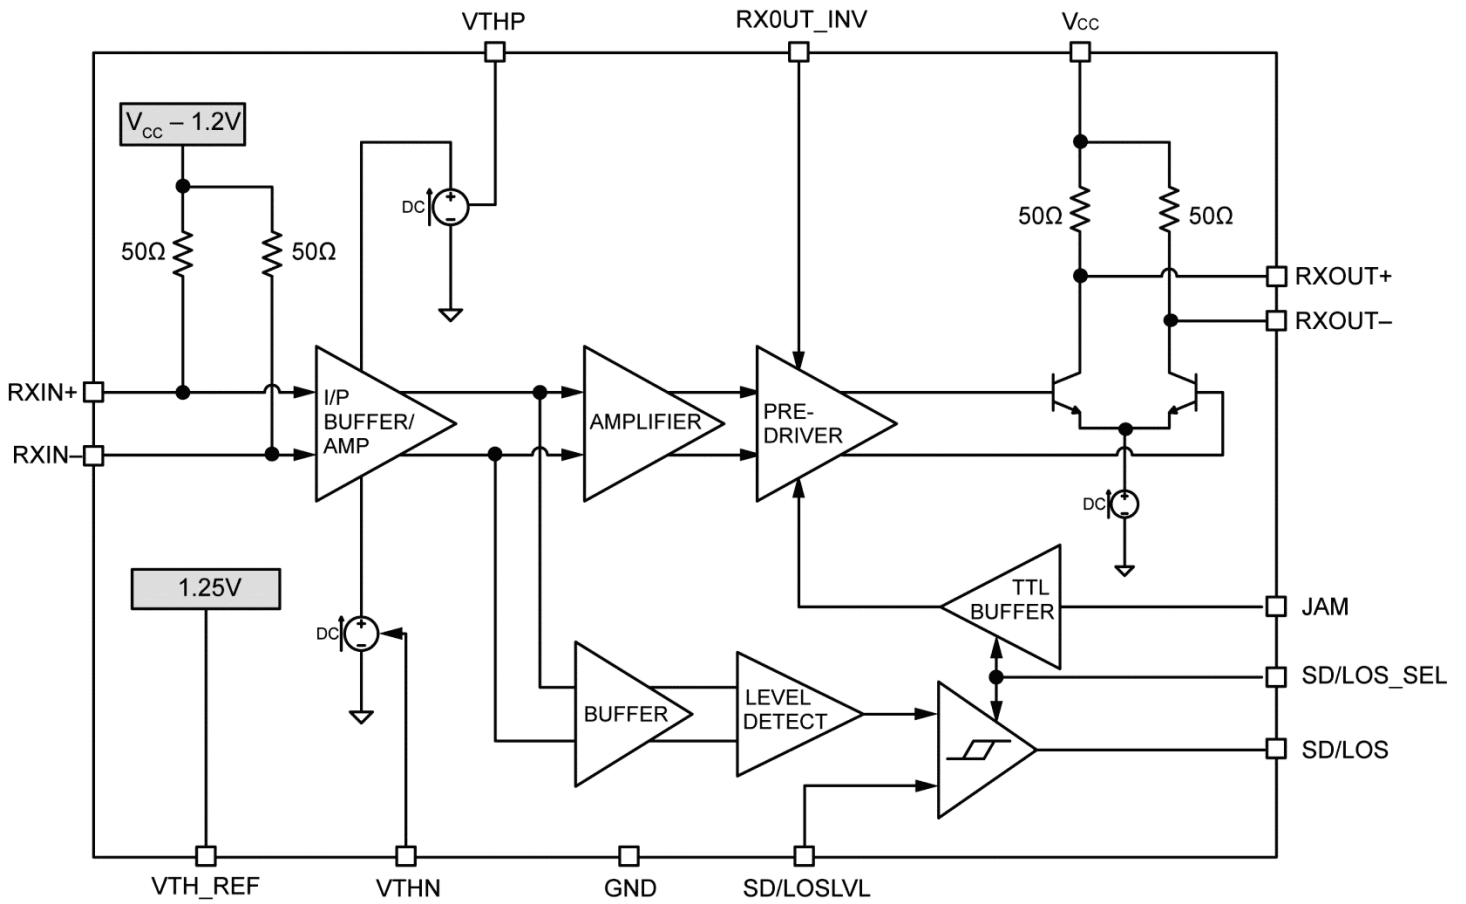 VTHP
RX0UT_INV
VCC
VCC – 1.2V
50Ω
50Ω
DC
+
–
50Ω
50Ω
RXOUT+
RXOUT–
RXIN+
RXIN–
I/P
BUFFER/
AMP
AMPLIFIER
PRE-
DRIVER
DC
+
–
1.25V
DC
+
–
TTL
BUFFER
JAM
SD/LOS_SEL
BUFFER
LEVEL
DETECT
SD/LOS
VTH_REF
VTHN
GND
SD/LOSLVL